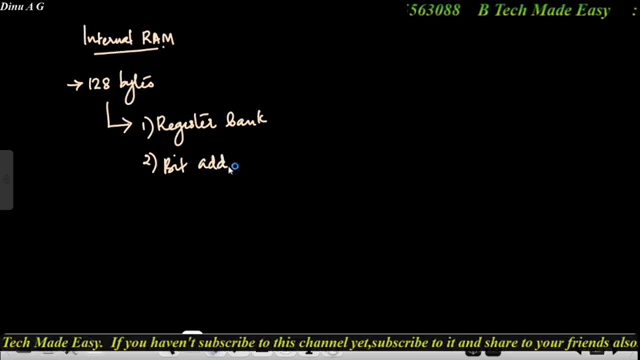 Dinu A G
563088 B Tech Made Easy :
Internal RAM
→ 128 bytes
1) Register bank
2) Bit add
Tech Made Easy. If you haven't subscribe to this channel yet,subscribe to it and share to your friends also